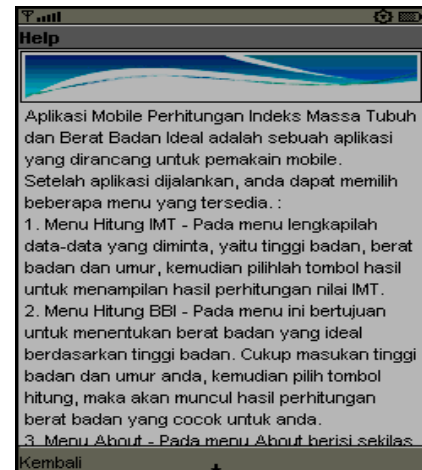 Help
Aplikasi Mobile Perhitungan Indeks Massa Tubuh
dan Berat Badan Ideal adalah sebuah aplikasi
yang dirancang untuk pemakain mobile.
Setelah aplikasi dijalankan, anda dapat memilih
beberapa menu yang tersedia. :
1. Menu Hitung IMT - Pada menu lengkapilah
data-data yang diminta, yaitu tinggi badan, berat
badan dan umur, kemudian pilihlah tombol hasil
untuk menampilan hasil perhitungan nilai IMT.
2. Menu Hitung BBI - Pada menu ini bertujuan
untuk menentukan berat badan yang ideal
berdasarkan tinggi badan. Cukup masukan tinggi
badan dan umur anda, kemudian pilih tombol
hitung, maka akan muncul hasil perhitungan
berat badan yang cocok untuk anda.
3. Menu About - Pada menu About berisi sekilas
Kembali